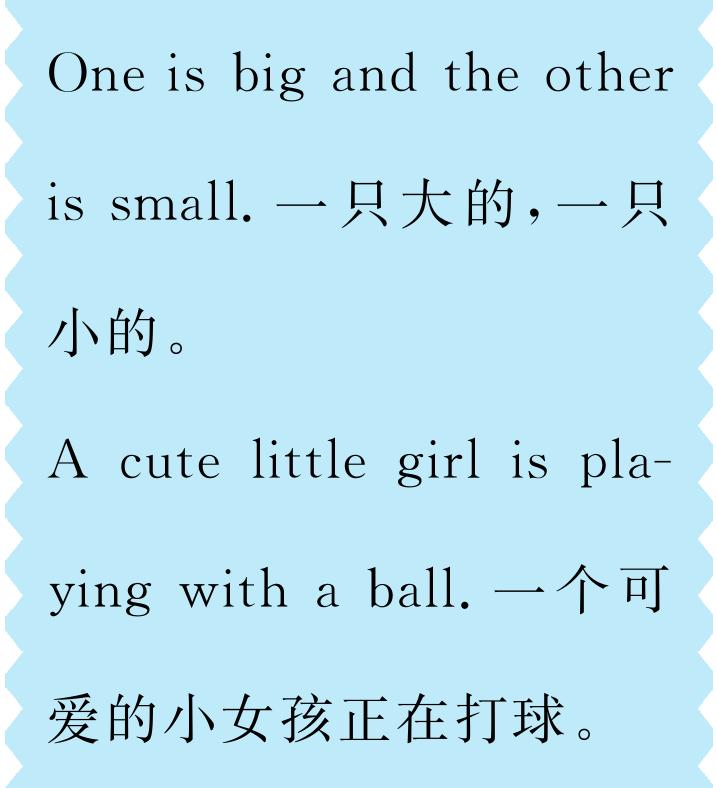 One is big and the other
is small. 一只大的,一只
小的。
A cute little girl is pla-
ying with a ball. 一个可
爱的小女孩正在打球。